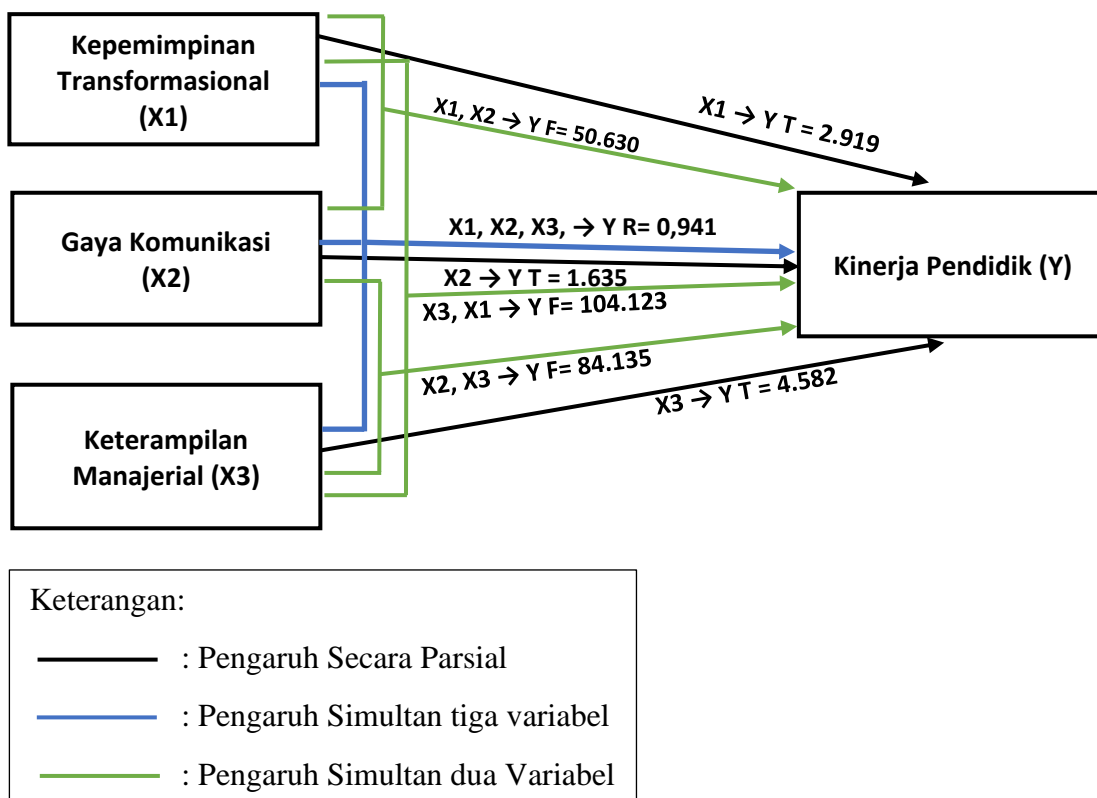 Kepemimpinan
Transformasional
(X1)
X1, X2 → Y F= 50.630
X1 → Y T = 2.919
Gaya Komunikasi
(X2)
X1, X2, X3, → Y R= 0,941
X2 → Y T = 1.635
X3, X1 → Y F= 104.123
Kinerja Pendidik (Y)
X2, X3 → Y F= 84.135
X3 → Y T = 4.582
Keterampilan
Manajerial (X3)
Keterangan:
: Pengaruh Secara Parsial
: Pengaruh Simultan tiga variabel
: Pengaruh Simultan dua Variabel